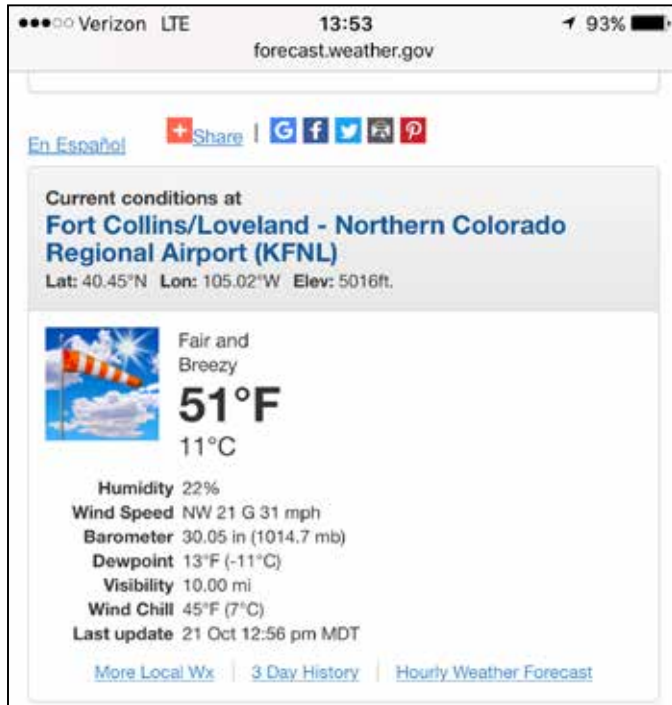 Verizon LTE 13:53 93%
forecast.weather.gov
En Español Share | G f
Current conditions at
Fort Collins/Loveland - Northern Colorado
Regional Airport (KFNL)
Lat: 40.45°N Lon: 105.02°W Elev: 5016ft.
Fair and
Breezy
51°F
11°C
Humidity 22%
Wind Speed NW 21 G 31 mph
Barometer 30.05 in (1014.7 mb)
Dewpoint 13°F (-11°C)
Visibility 10.00 mi
Wind Chill 45°F (7°C)
Last update 21 Oct 12:56 pm MDT
More Local Wx | 3 Day History | Hourly Weather Forecast